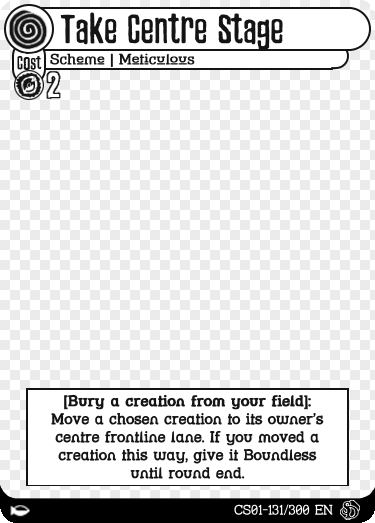 Take Centre Stage
Cost
Scheme | Meticulous
2
[Bury a creation from your field]:
Move a chosen creation to its owner's
centre frontline lane. If you moved a
creation this way, give it Boundless
until round end.
CS01-131/300 EN